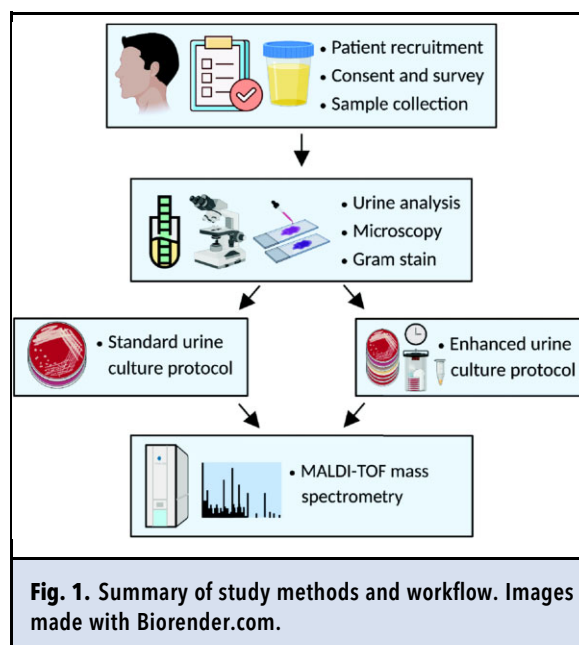 • Patient recruitment
• Consent and survey
• Sample collection
• Urine analysis
• Microscopy
• Gram stain
• Standard urine
culture protocol
• Enhanced urine
culture protocol
• MALDI-TOF mass
spectrometry
Fig. 1. Summary of study methods and workflow. Images
made with Biorender.com.